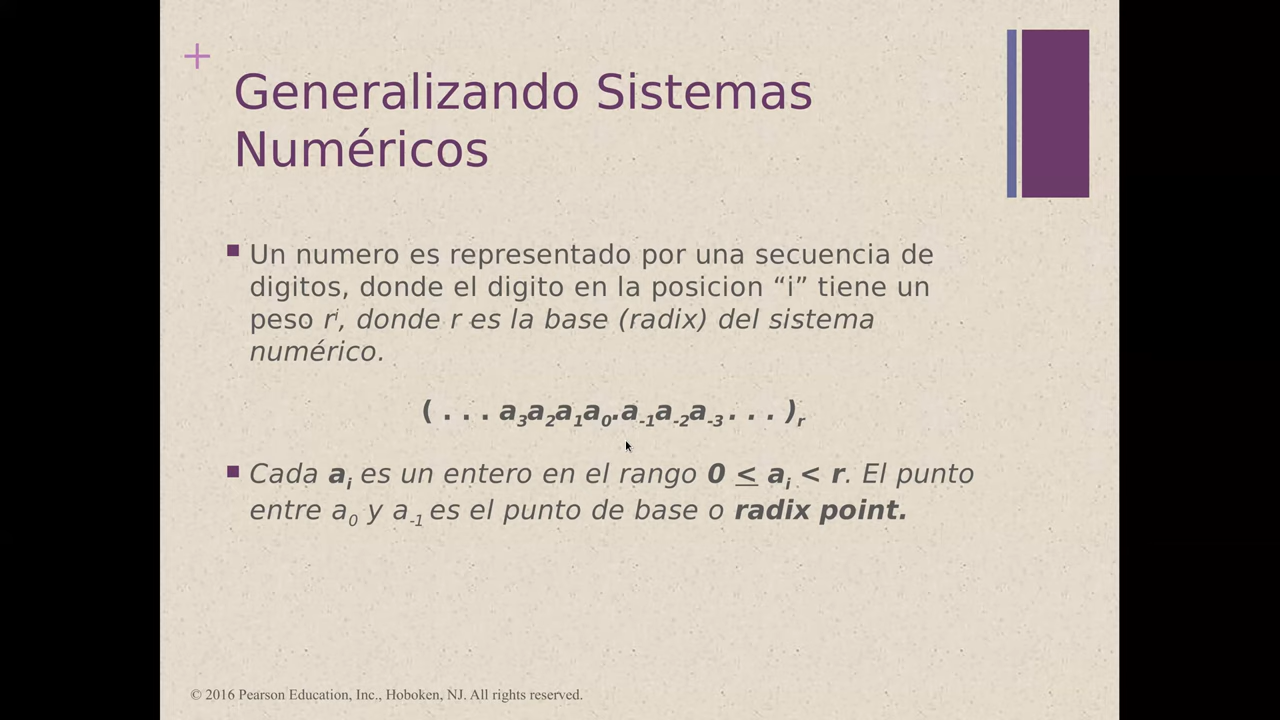 Generalizando Sistemas
Numéricos
Un numero es representado por una secuencia de
digitos, donde el digito en la posicion “i” tiene un
peso rⁱ, donde r es la base (radix) del sistema
numérico.
( . . . a₃a₂a₁a₀.a₋₁a₋₂a₋₃ . . . )ᵣ
Cada aᵢ es un entero en el rango 0 ≤ aᵢ < r. El punto
entre a₀ y a₋₁ es el punto de base o radix point.
© 2016 Pearson Education, Inc., Hoboken, NJ. All rights reserved.